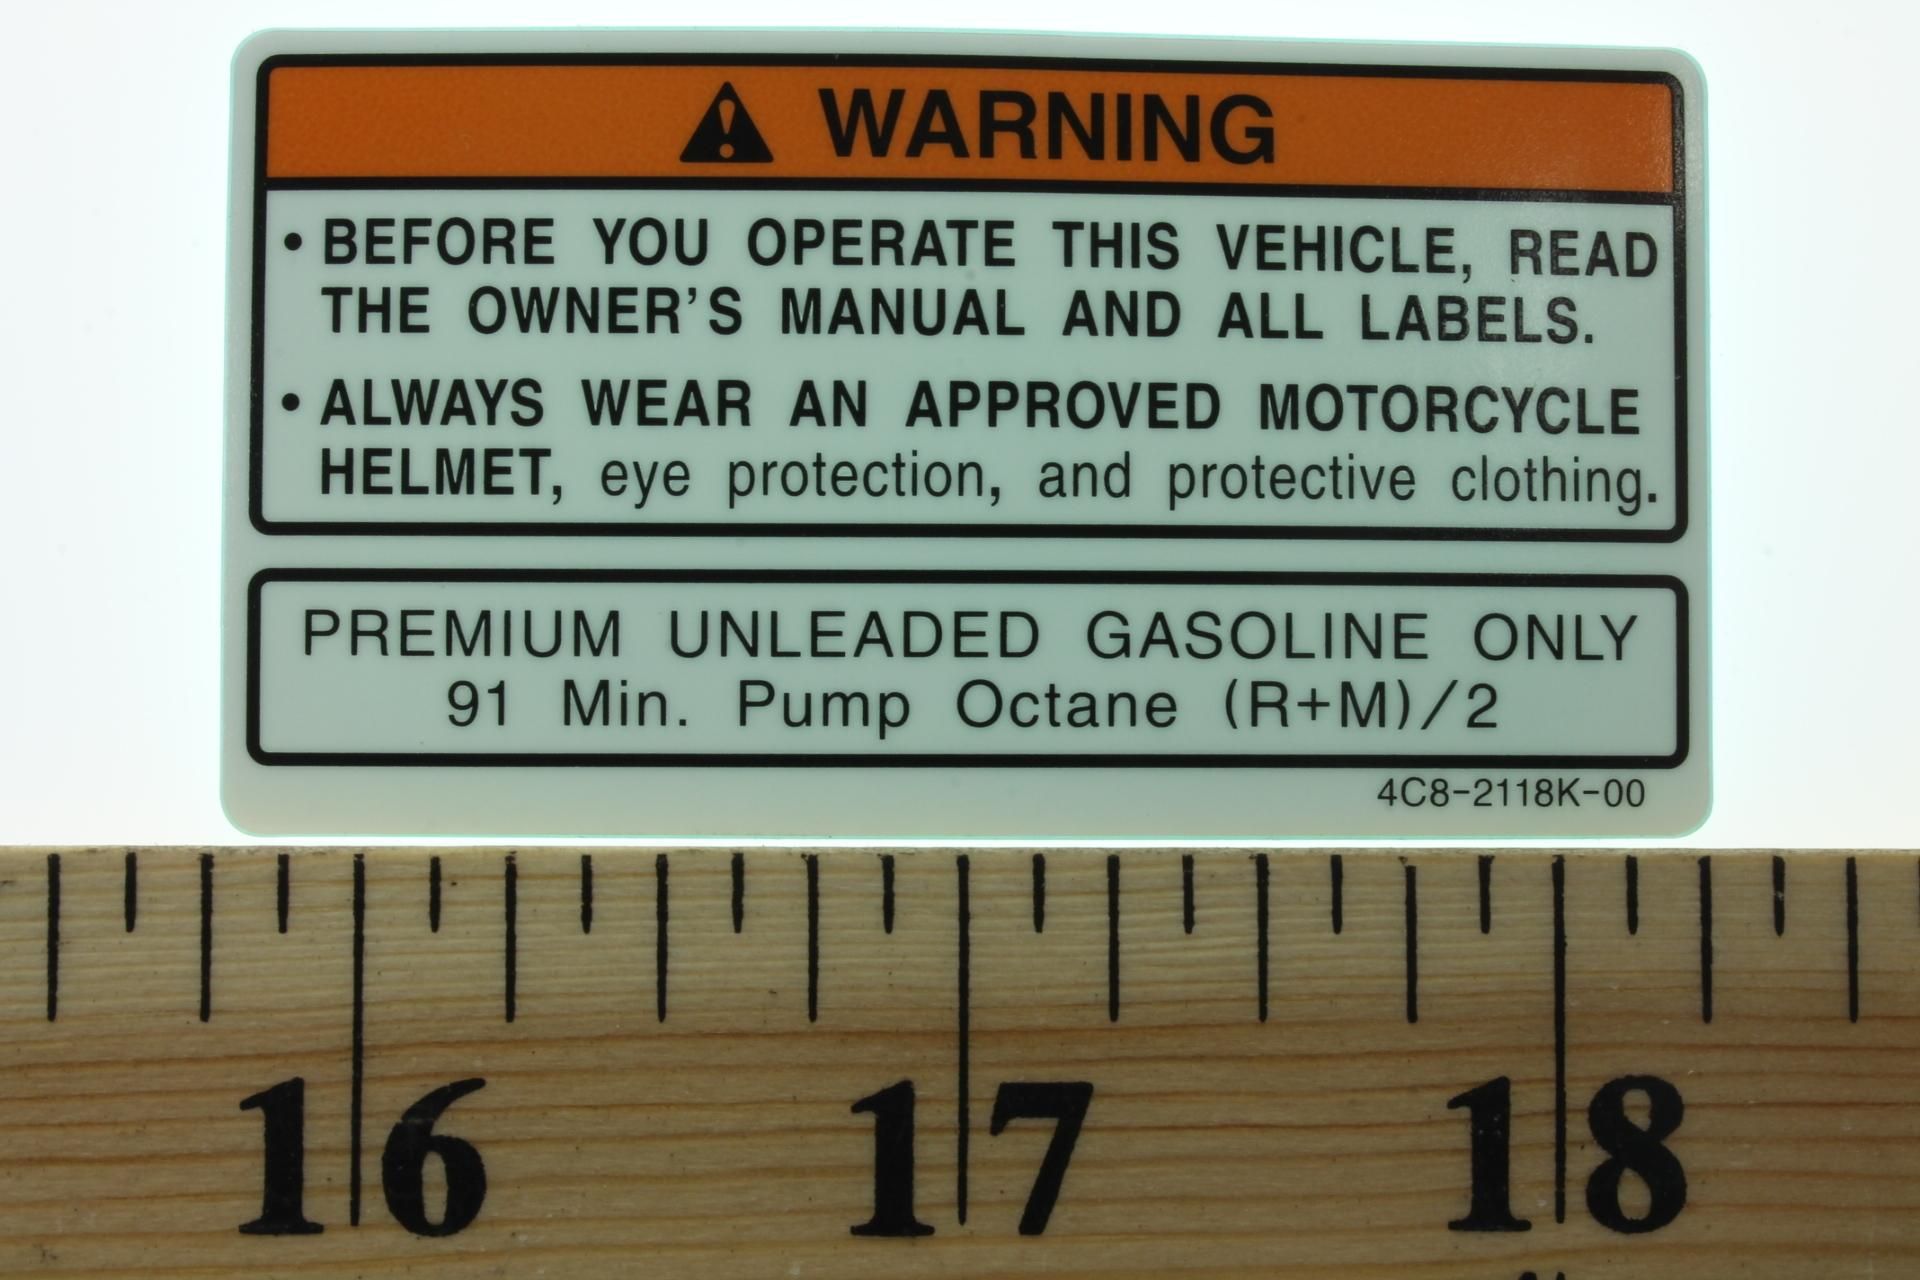 WARNING
• BEFORE YOU OPERATE THIS VEHICLE, READ
THE OWNER'S MANUAL AND ALL LABELS.
• ALWAYS WEAR AN APPROVED MOTORCYCLE
HELMET, eye protection, and protective clothing.
PREMIUM UNLEADED GASOLINE ONLY
91 Min. Pump Octane (R+M)/2
4C8-2118K-00
16 17 18